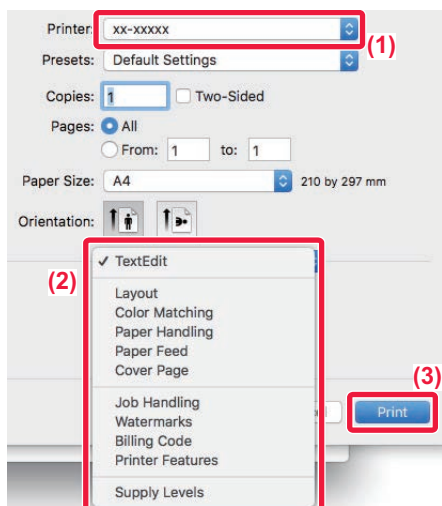 Printer: xx-xxxxx
(1)
Presets: Default Settings
Copies: 1 Two-Sided
Pages: All
From: 1 to: 1
Paper Size: A4 210 by 297 mm
Orientation:
(2)
✓ TextEdit
Layout
Color Matching
Paper Handling
Paper Feed
Cover Page
(3)
Job Handling
Print
Watermarks
Billing Code
Printer Features
Supply Levels